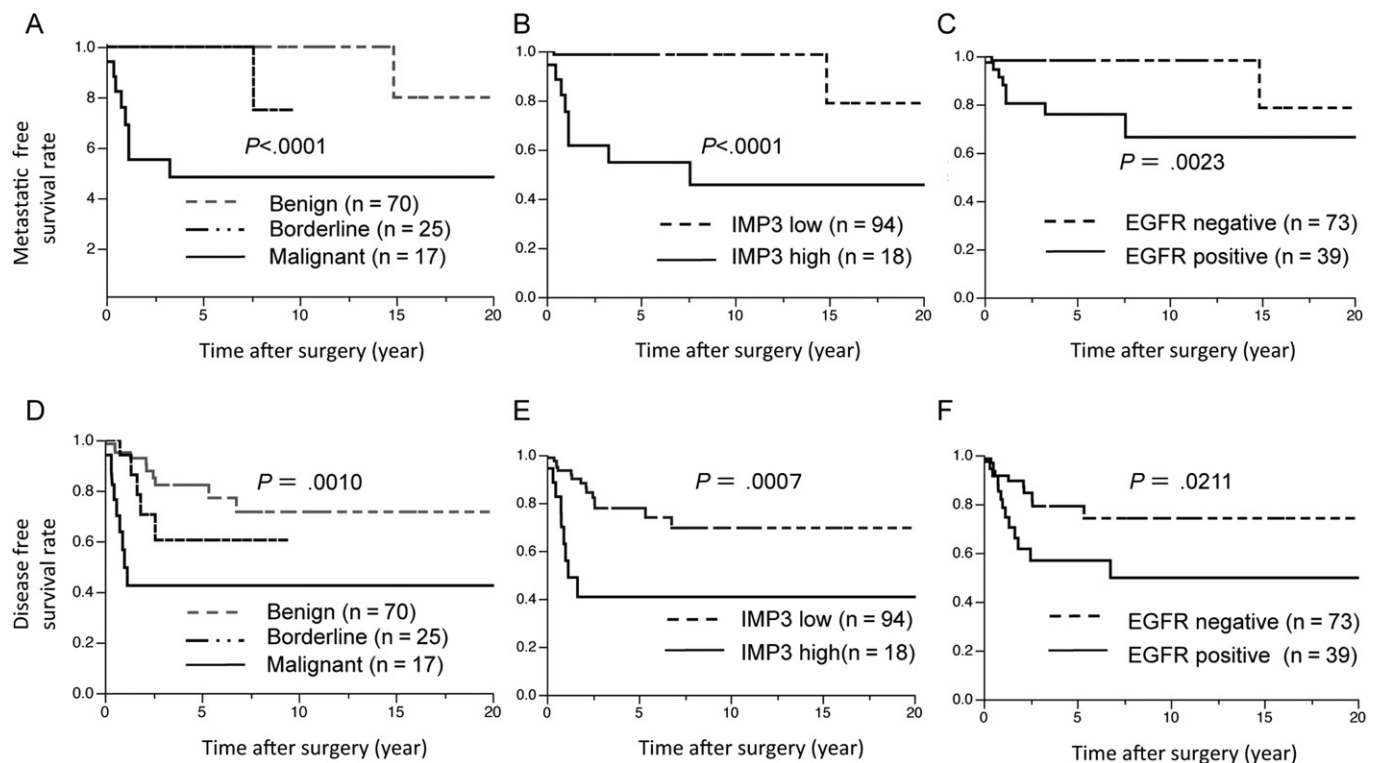 A
B
C
Metastatic free
survival rate
1.0
8
6
4
2
0
5
10
15
20
P<.0001
Benign (n = 70)
Borderline (n = 25)
Malignant (n = 17)
Time after surgery (year)
1.0
0.8
0.6
0.4
0.2
0.0
0
5
10
15
20
P<.0001
IMP3 low (n = 94)
IMP3 high (n = 18)
Time after surgery (year)
1.0
0.8
0.6
0.4
0.2
0.0
0
5
10
15
20
P = .0023
EGFR negative (n = 73)
EGFR positive (n = 39)
Time after surgery (year)
D
E
F
Disease free
survival rate
1.0
0.8
0.6
0.4
0.2
0.0
0
5
10
15
20
P = .0010
Benign (n = 70)
Borderline (n = 25)
Malignant (n = 17)
Time after surgery (year)
1.0
0.8
0.6
0.4
0.2
0.0
0
5
10
15
20
P = .0007
IMP3 low (n = 94)
IMP3 high(n = 18)
Time after surgery (year)
1.0
0.8
0.6
0.4
0.2
0.0
0
5
10
15
20
P = .0211
EGFR negative (n = 73)
EGFR positive (n = 39)
Time after surgery (year)